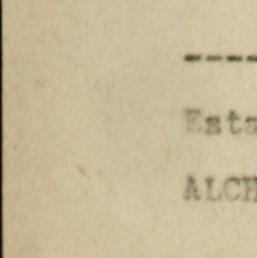 ----
Esta
ALCH